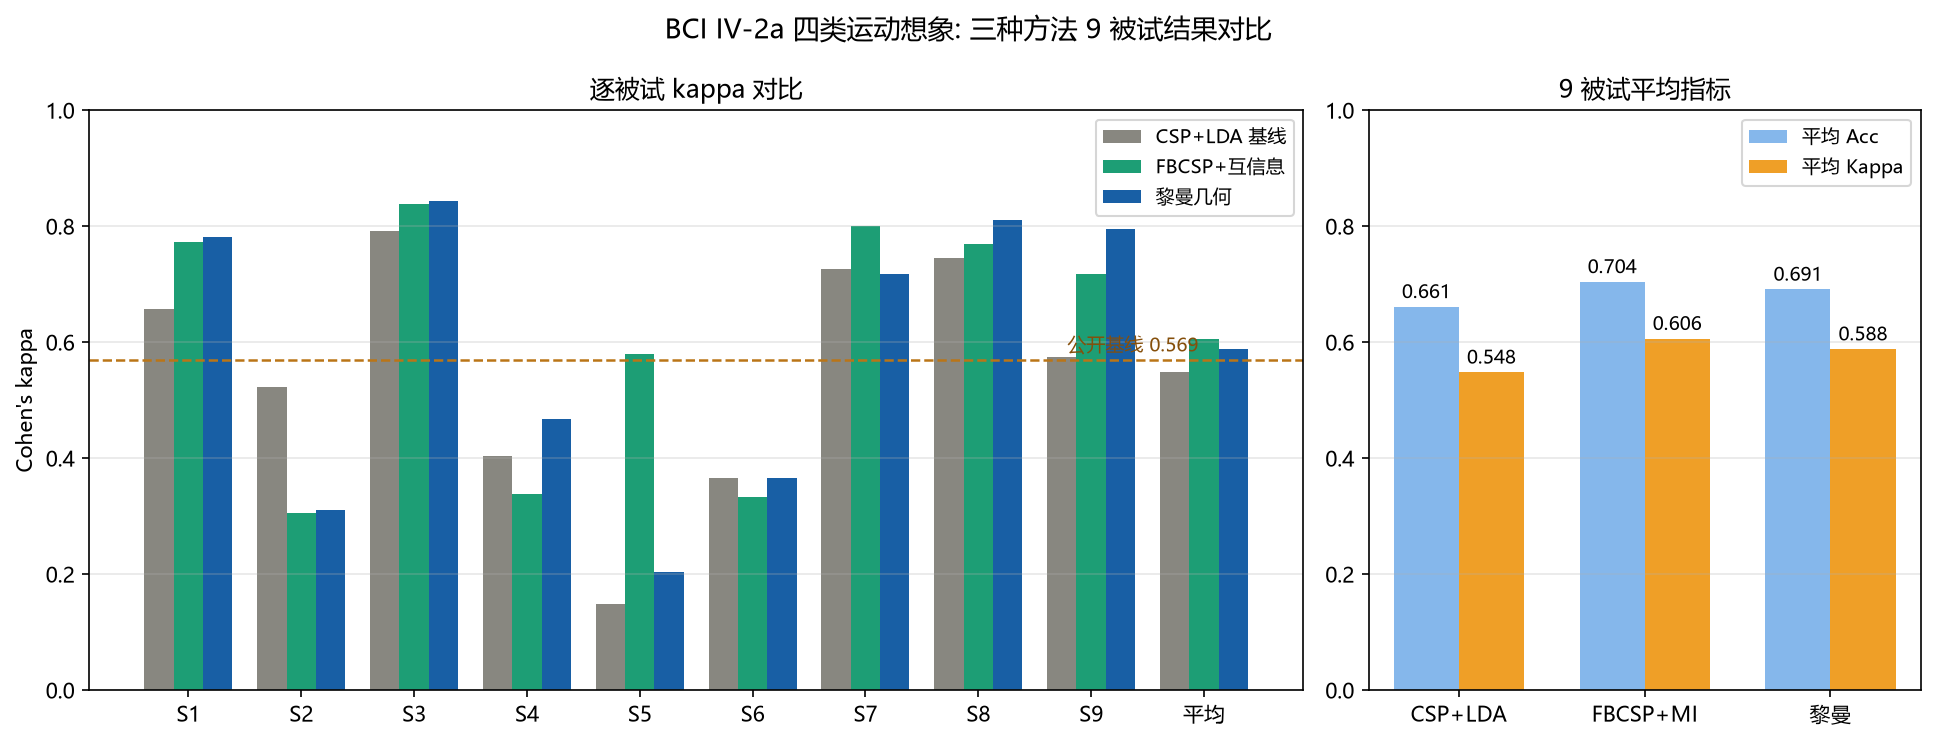 BCI IV-2a 四类运动想象: 三种方法 9 被试结果对比
逐被试 kappa 对比
Cohen's kappa
1.0
0.8
0.6
0.4
0.2
0.0
CSP+LDA 基线
FBCSP+互信息
黎曼几何
公开基线 0.569
S1 S2 S3 S4 S5 S6 S7 S8 S9 平均
9 被试平均指标
1.0
0.8
0.6
0.4
0.2
0.0
平均 Acc
平均 Kappa
0.661
0.548
0.704
0.606
0.691
0.588
CSP+LDA FBCSP+MI 黎曼